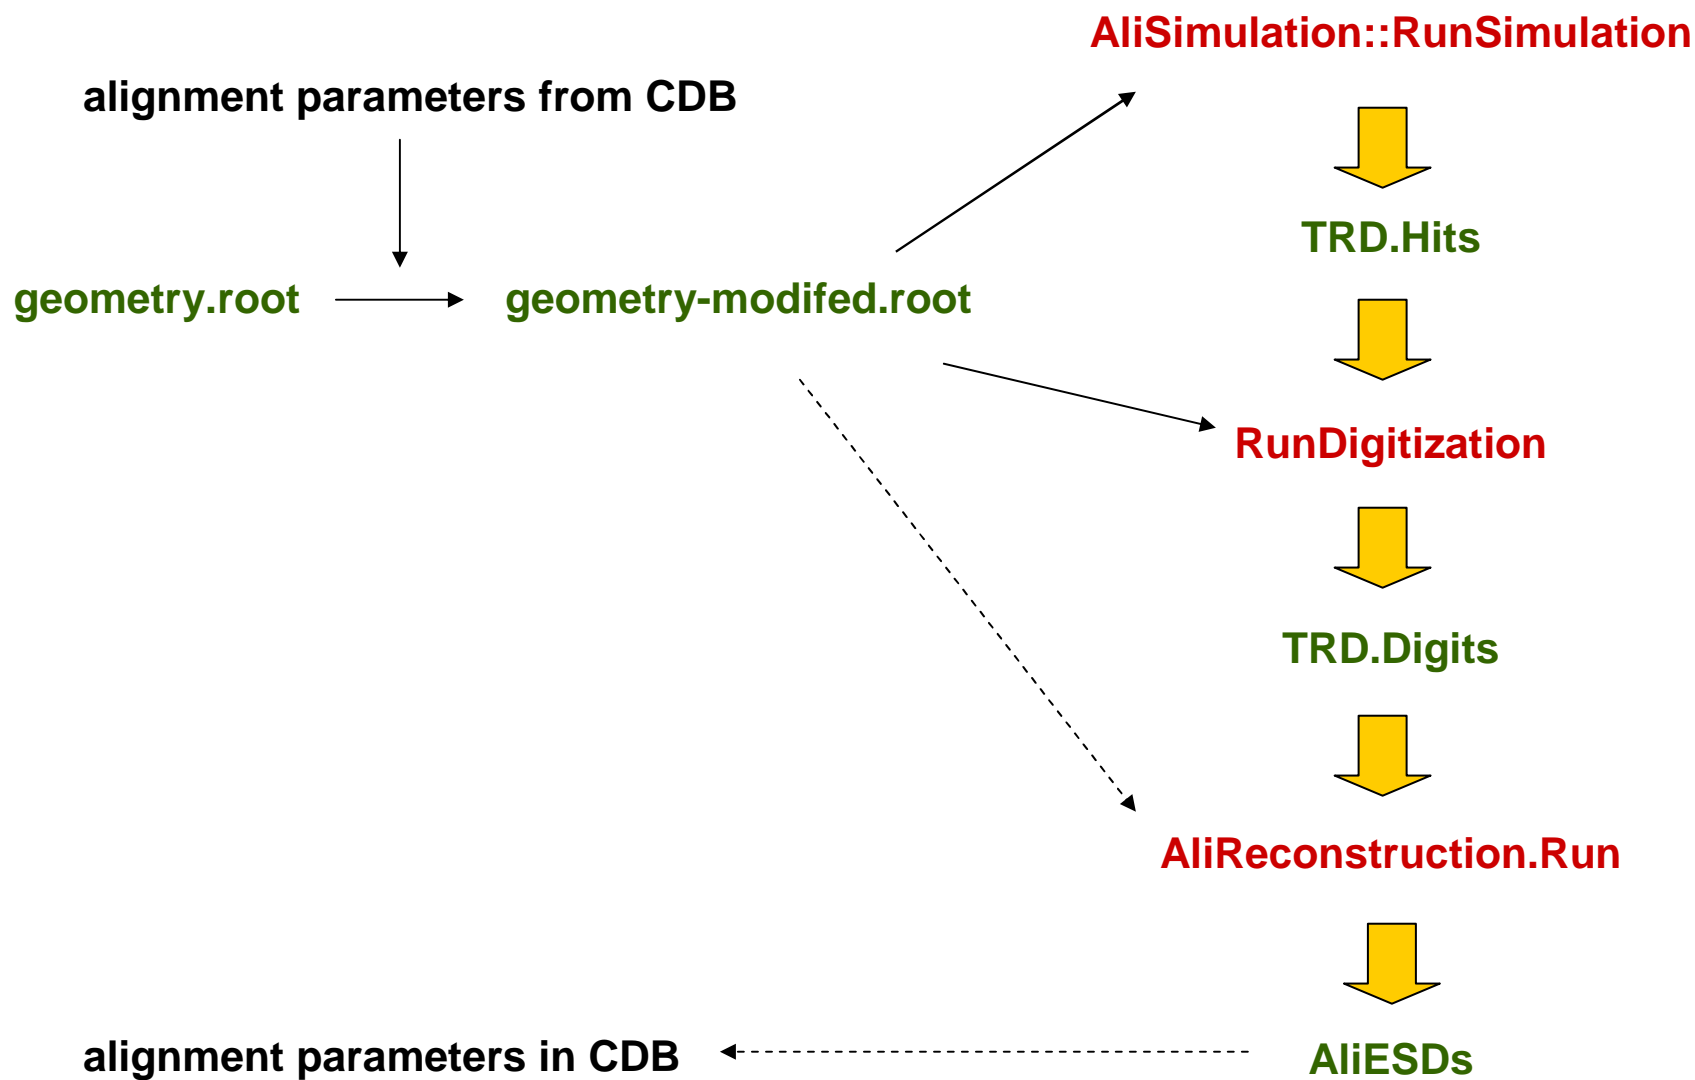 AliSimulation::RunSimulation
alignment parameters from CDB
TRD.Hits
geometry.root
geometry-modifed.root
RunDigitization
TRD.Digits
AliReconstruction.Run
alignment parameters in CDB
AliESDs